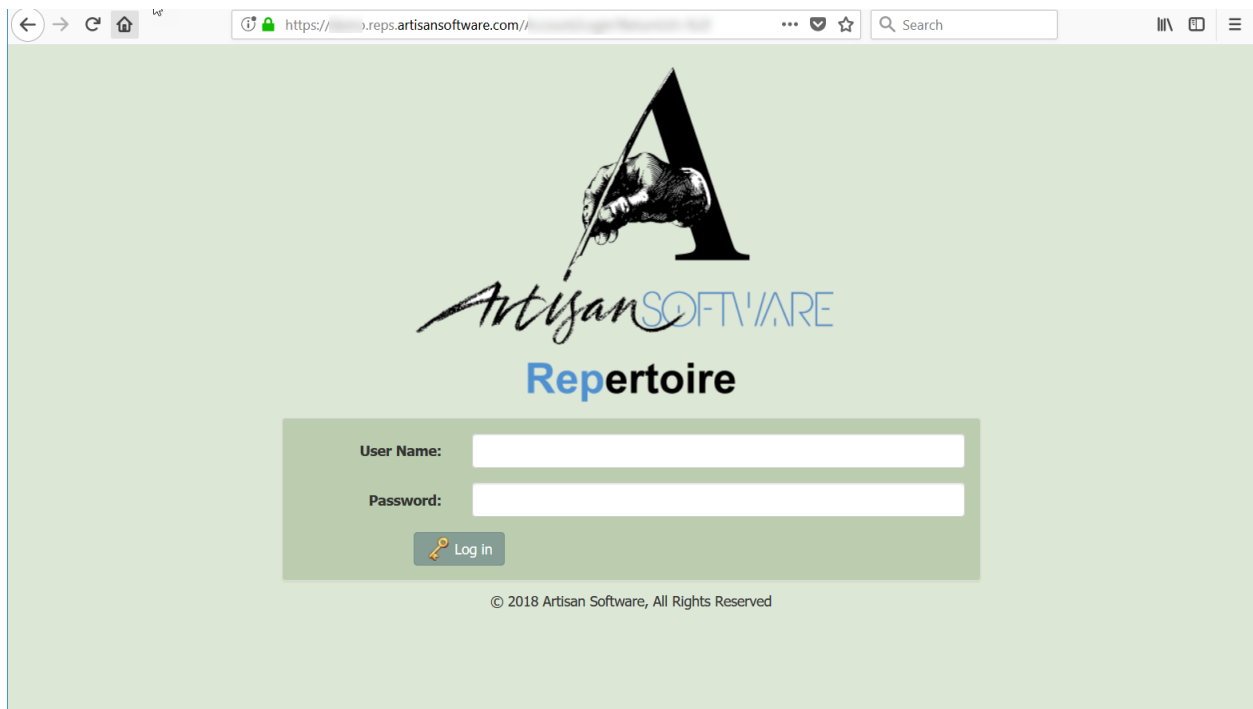 https:// .reps.artisansoftware.com//
Search
A
Artisan SOFTWARE
Repertoire
User Name:
Password:
Log in
© 2018 Artisan Software, All Rights Reserved